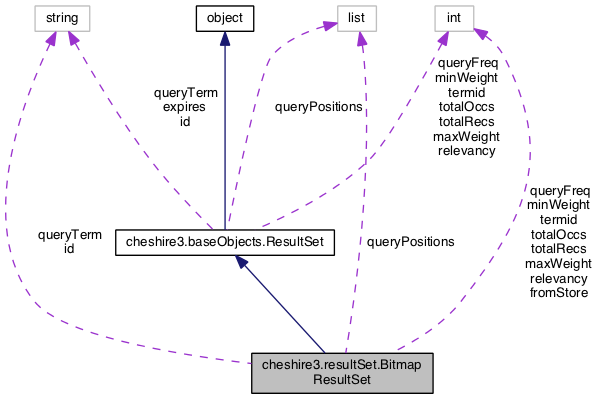 string
object
list
int
queryTerm
expires
id
queryPositions
queryFreq
minWeight
termid
totalOccs
totalRecs
maxWeight
relevancy
queryTerm
id
cheshire3.baseObjects.ResultSet
queryPositions
queryFreq
minWeight
termid
totalOccs
totalRecs
maxWeight
relevancy
fromStore
cheshire3.resultSet.Bitmap
ResultSet